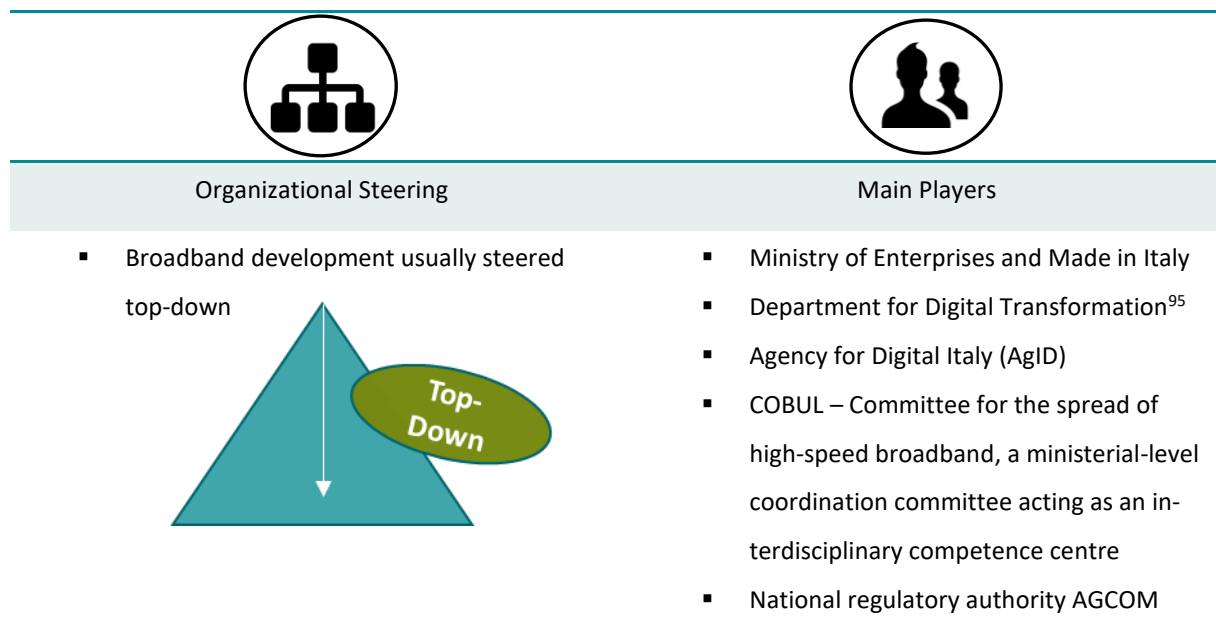 Organizational Steering
Main Players
▪ Broadband development usually steered
top-down
Top-
Down
▪ Ministry of Enterprises and Made in Italy
▪ Department for Digital Transformation95
▪ Agency for Digital Italy (AgID)
▪ COBUL – Committee for the spread of
high-speed broadband, a ministerial-level
coordination committee acting as an in-
terdisciplinary competence centre
▪ National regulatory authority AGCOM